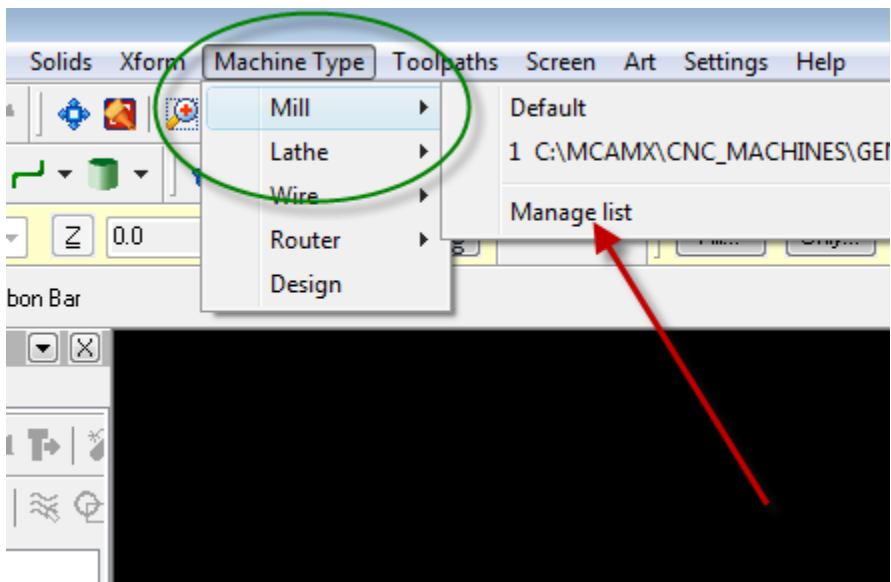 Solids Xform Machine Type Toolpaths Screen Art Settings Help
Mill Default
Lathe 1 C:\MCAMX\CNC_MACHINES\GEN
Wire Manage list
Z 0.0 Router
Design
bon Bar